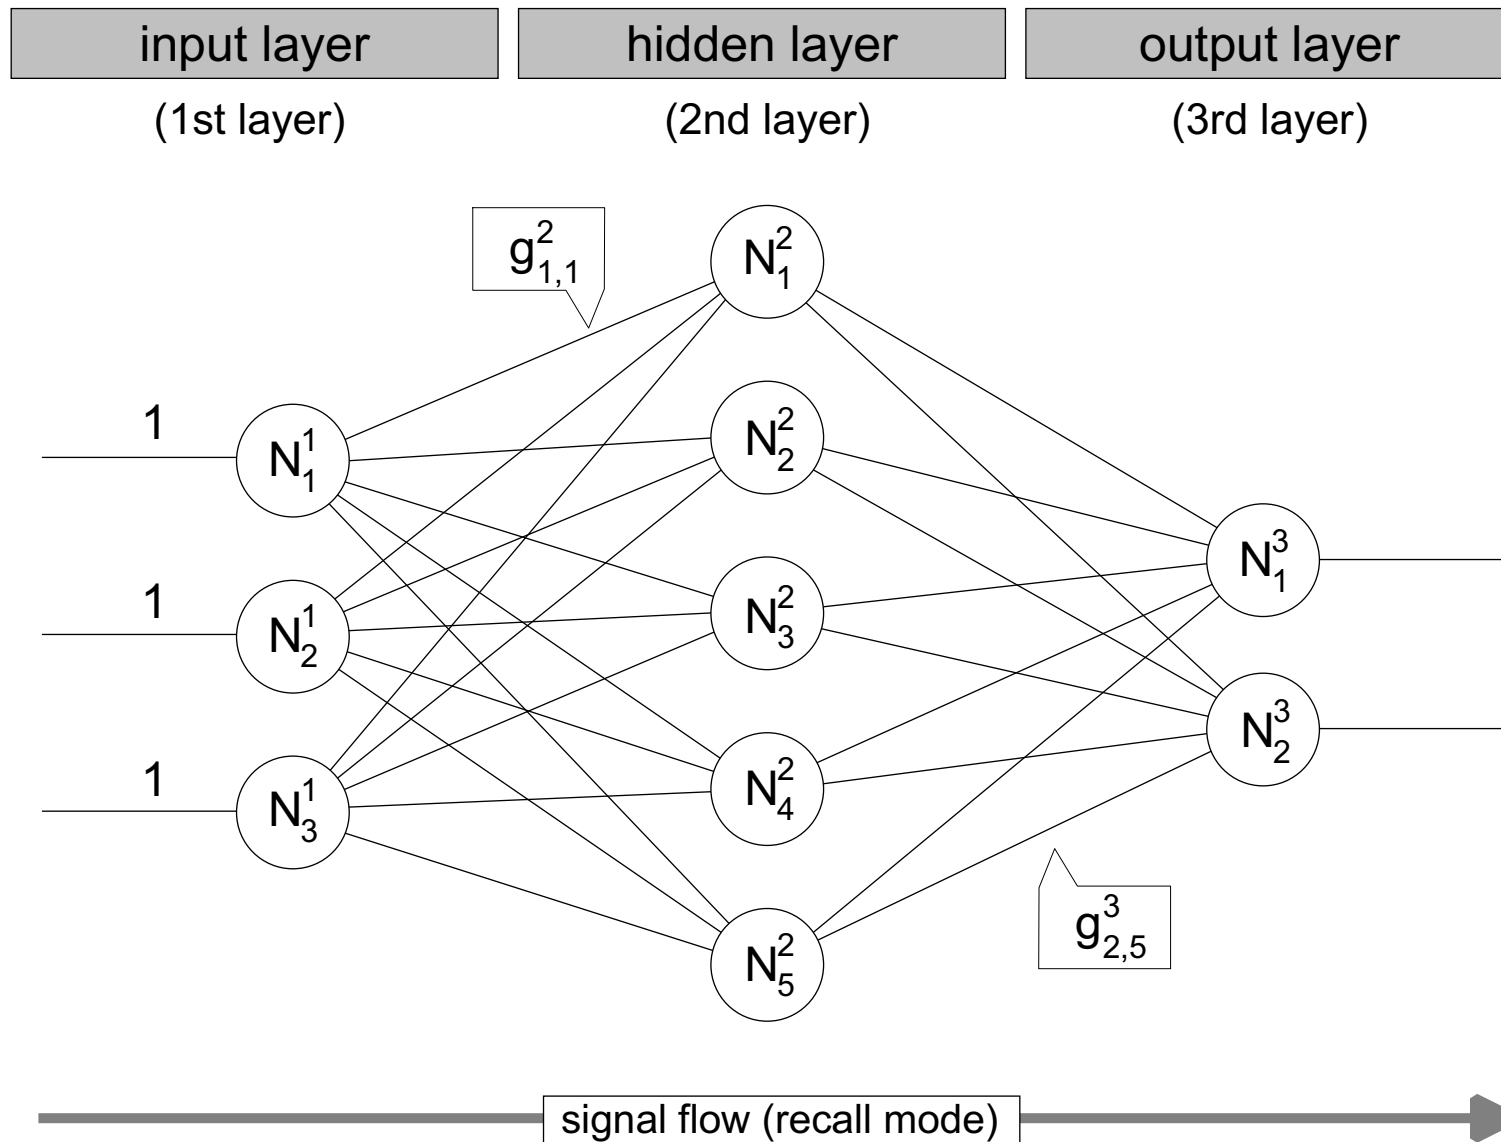 input layer
hidden layer
output layer
(1st layer)
(2nd layer)
(3rd layer)
g²₁,₁
N²₁
1
N¹₁
N²₂
N³₁
1
N¹₂
N²₃
N³₂
1
N¹₃
N²₄
g³₂,₅
N²₅
signal flow (recall mode)